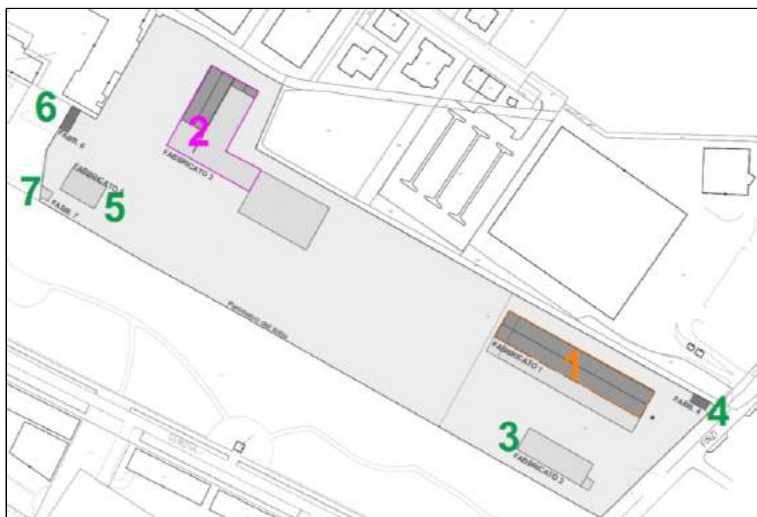 6
FABB. 6
2
FABBRICATO 2
FABBRICATO 5
5
7
FABB. 7
Perimetro del lotto
1
FABBRICATO 1
FABB. 4
4
3
FABBRICATO 3